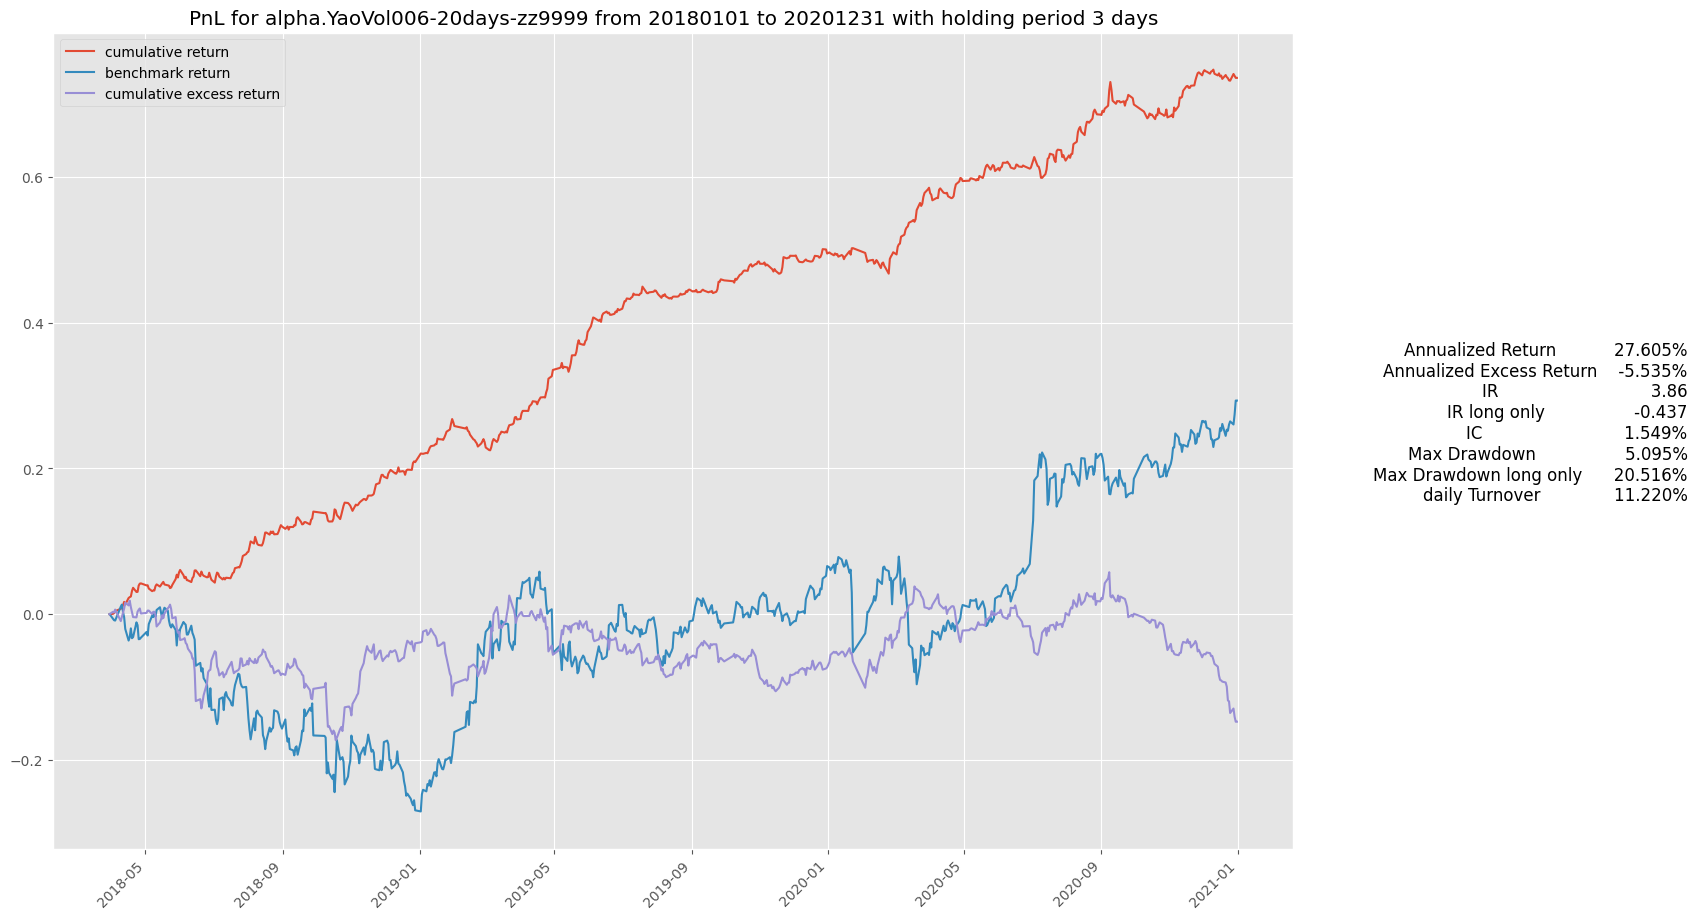 PnL for alpha.YaoVol006-20days-zz9999 from 20180101 to 20201231 with holding period 3 days
cumulative return
benchmark return
cumulative excess return
0.6
0.4
0.2
0.0
−0.2
2018-05
2018-09
2019-01
2019-05
2019-09
2020-01
2020-05
2020-09
2021-01
Annualized Return 27.605%
Annualized Excess Return -5.535%
IR 3.86
IR long only -0.437
IC 1.549%
Max Drawdown 5.095%
Max Drawdown long only 20.516%
daily Turnover 11.220%